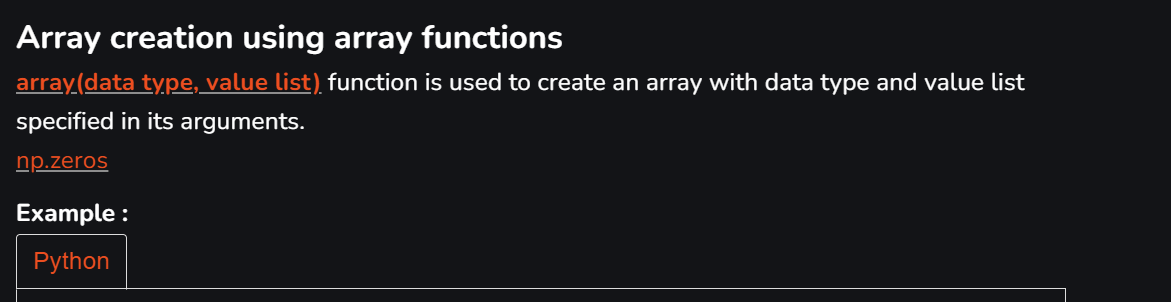 Array creation using array functions
array(data type, value list) function is used to create an array with data type and value list
specified in its arguments.
np.zeros
Example :
Python